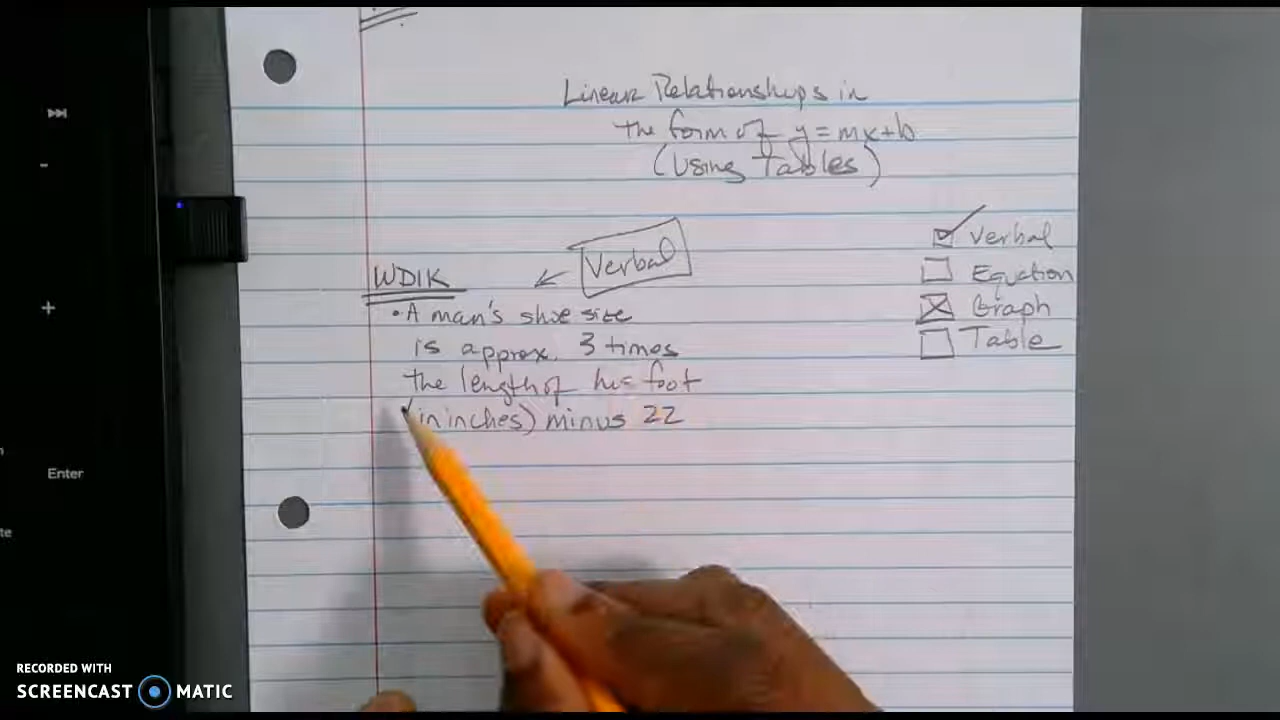 Linear Relationships in
the form of y = mx + b
(Using Tables)
Verbal
WDIK
• A man's shoe size
is approx. 3 times
the length of his foot
(in inches) minus 22
Verbal
Equation
Graph
Table
Enter
RECORDED WITH
SCREENCAST MATIC